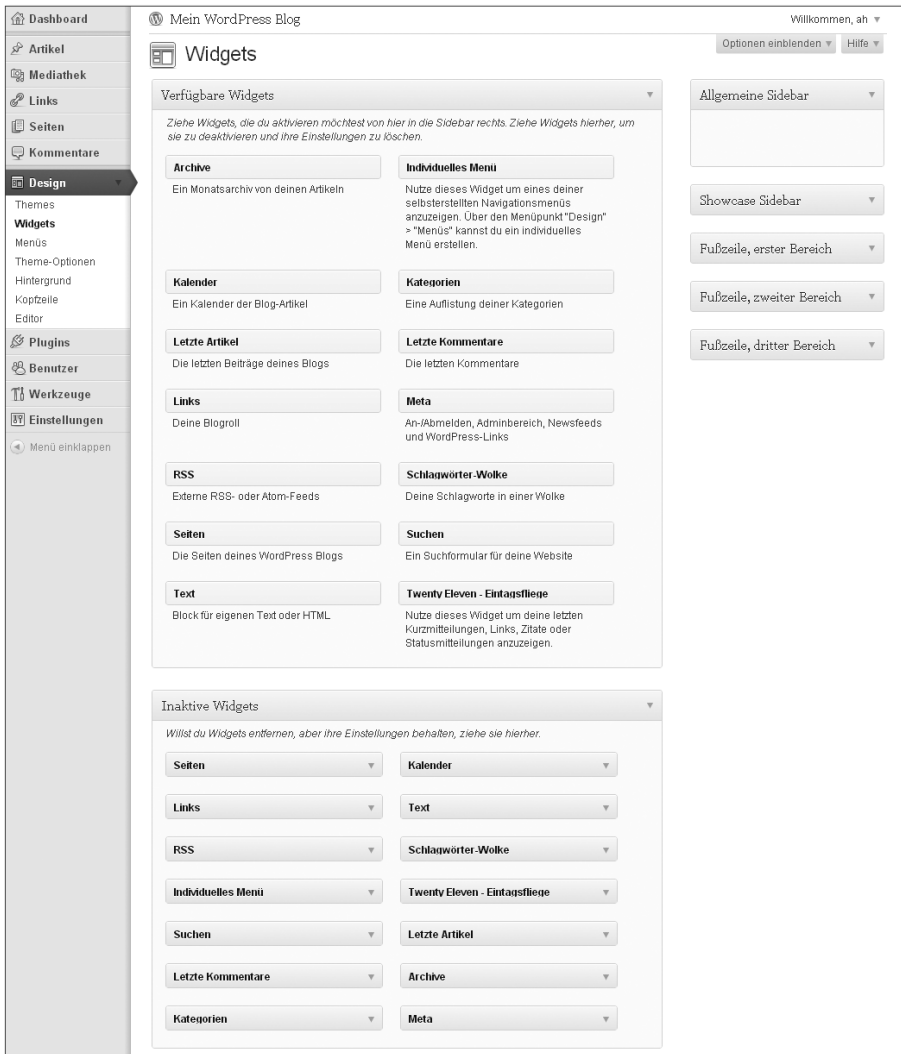 Dashboard
Artikel
Mediathek
Links
Seiten
Kommentare
Design
Themes
Widgets
Menüs
Theme-Optionen
Hintergrund
Kopfzeile
Editor
Plugins
Benutzer
Werkzeuge
Einstellungen
Menü einklappen
Mein WordPress Blog
Willkommen, ah
Optionen einblenden
Hilfe
Widgets
Verfügbare Widgets
Ziehe Widgets, die du aktivieren möchtest von hier in die Sidebar rechts. Ziehe Widgets hierher, um
sie zu deaktivieren und ihre Einstellungen zu löschen.
Archive
Ein Monatsarchiv von deinen Artikeln
Individuelles Menü
Nutze dieses Widget um eines deiner
selbsterstellten Navigationsmenüs
anzuzeigen. Über den Menüpunkt "Design"
> "Menüs" kannst du ein individuelles
Menü erstellen.
Kalender
Ein Kalender der Blog-Artikel
Kategorien
Eine Auflistung deiner Kategorien
Letzte Artikel
Die letzten Beiträge deines Blogs
Letzte Kommentare
Die letzten Kommentare
Links
Deine Blogroll
Meta
An-/Abmelden, Adminbereich, Newsfeeds
und WordPress-Links
RSS
Externe RSS- oder Atom-Feeds
Schlagwörter-Wolke
Deine Schlagworte in einer Wolke
Seiten
Die Seiten deines WordPress Blogs
Suchen
Ein Suchformular für deine Website
Text
Block für eigenen Text oder HTML
Twenty Eleven - Eintagsfliege
Nutze dieses Widget um deine letzten
Kurzmitteilungen, Links, Zitate oder
Statusmitteilungen anzuzeigen.
Inaktive Widgets
Willst du Widgets entfernen, aber ihre Einstellungen behalten, ziehe sie hierher.
Seiten
Kalender
Links
Text
RSS
Schlagwörter-Wolke
Individuelles Menü
Twenty Eleven - Eintagsfliege
Suchen
Letzte Artikel
Letzte Kommentare
Archive
Kategorien
Meta
Allgemeine Sidebar
Showcase Sidebar
Fußzeile, erster Bereich
Fußzeile, zweiter Bereich
Fußzeile, dritter Bereich